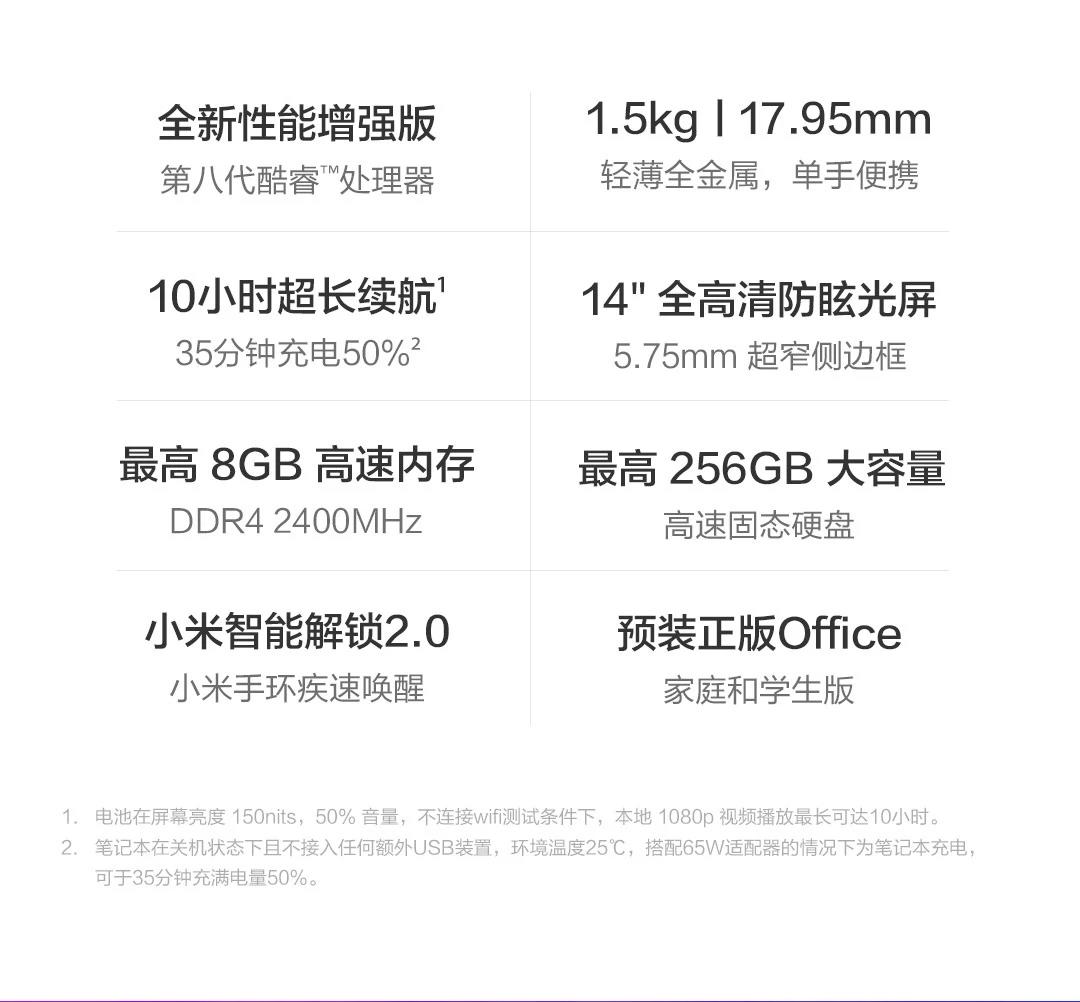 全新性能增强版
第八代酷睿™处理器
1.5kg | 17.95mm
轻薄全金属，单手便携
10小时超长续航¹
35分钟充电50%²
14" 全高清防眩光屏
5.75mm 超窄侧边框
最高 8GB 高速内存
DDR4 2400MHz
最高 256GB 大容量
高速固态硬盘
小米智能解锁2.0
小米手环疾速唤醒
预装正版Office
家庭和学生版
1. 电池在屏幕亮度 150nits，50% 音量，不连接wifi测试条件下，本地 1080p 视频播放最长可达10小时。
2. 笔记本在关机状态下且不接入任何额外USB装置，环境温度25℃，搭配65W适配器的情况下为笔记本充电，
可于35分钟充满电量50%。